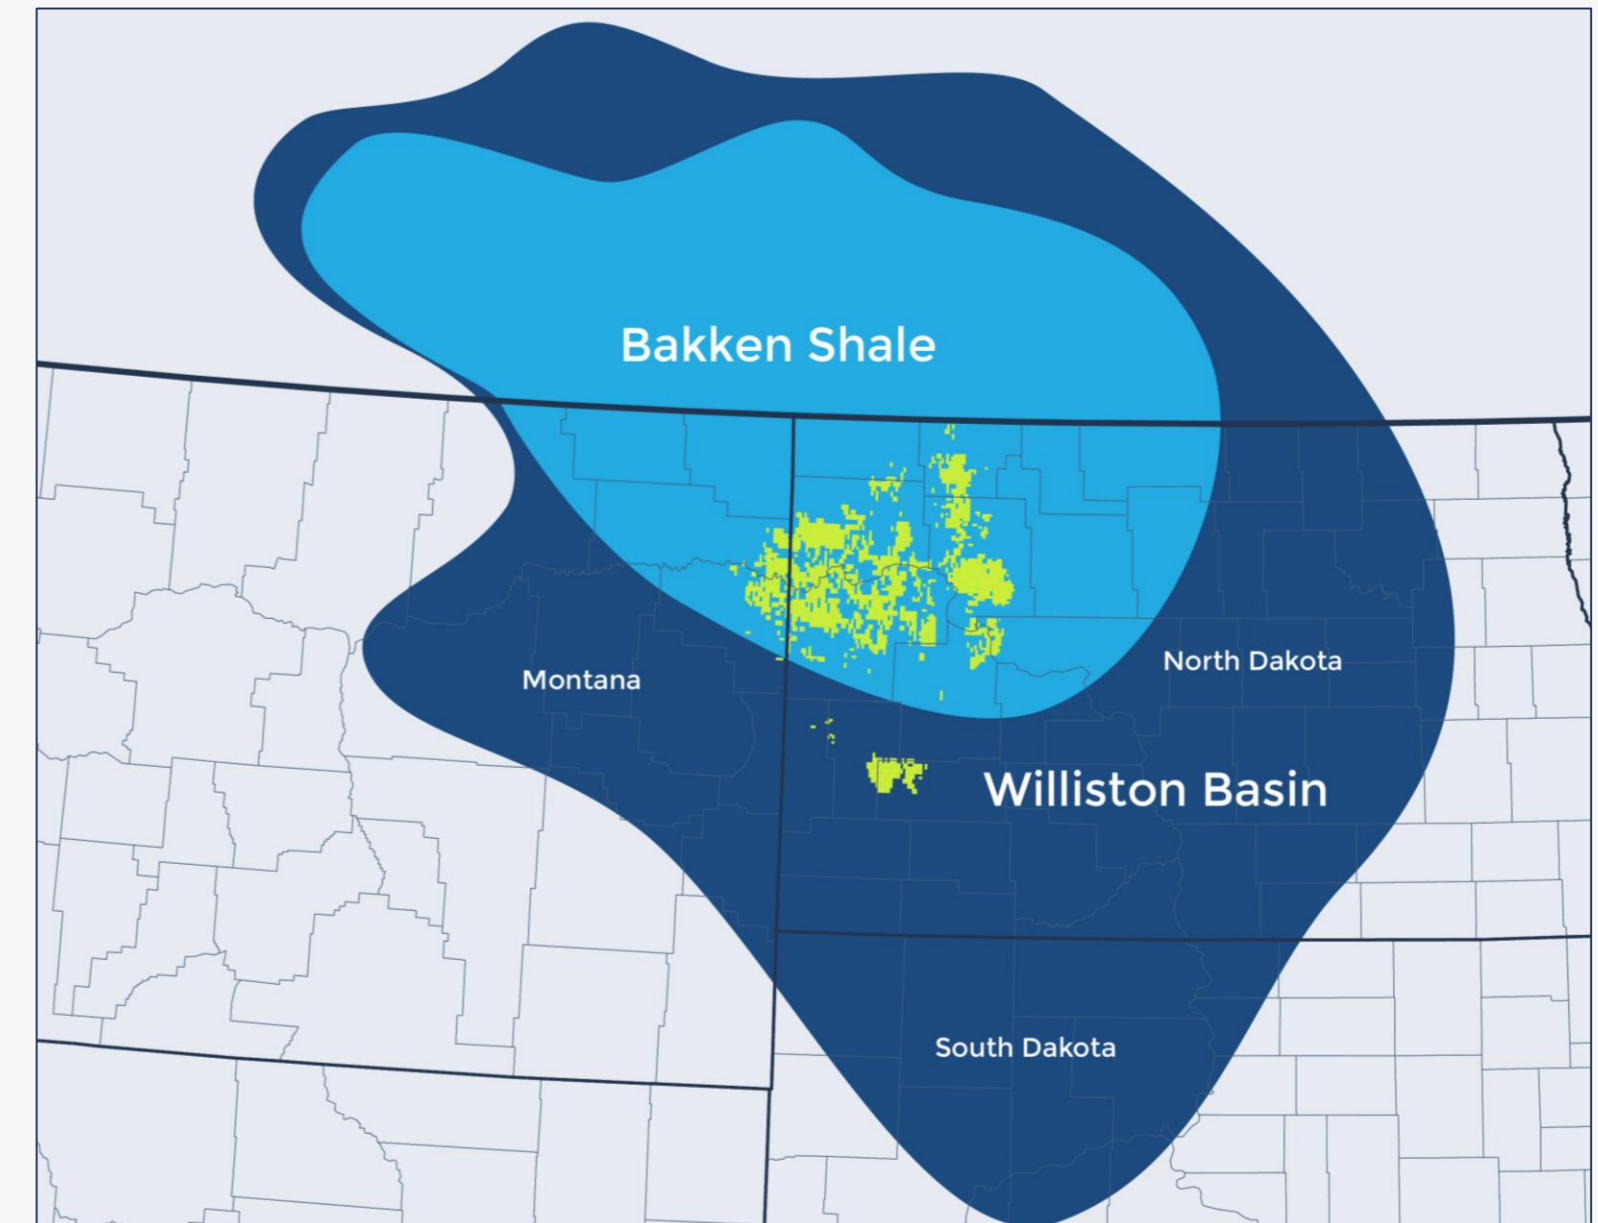 Bakken Shale
North Dakota
Montana
Williston Basin
South Dakota